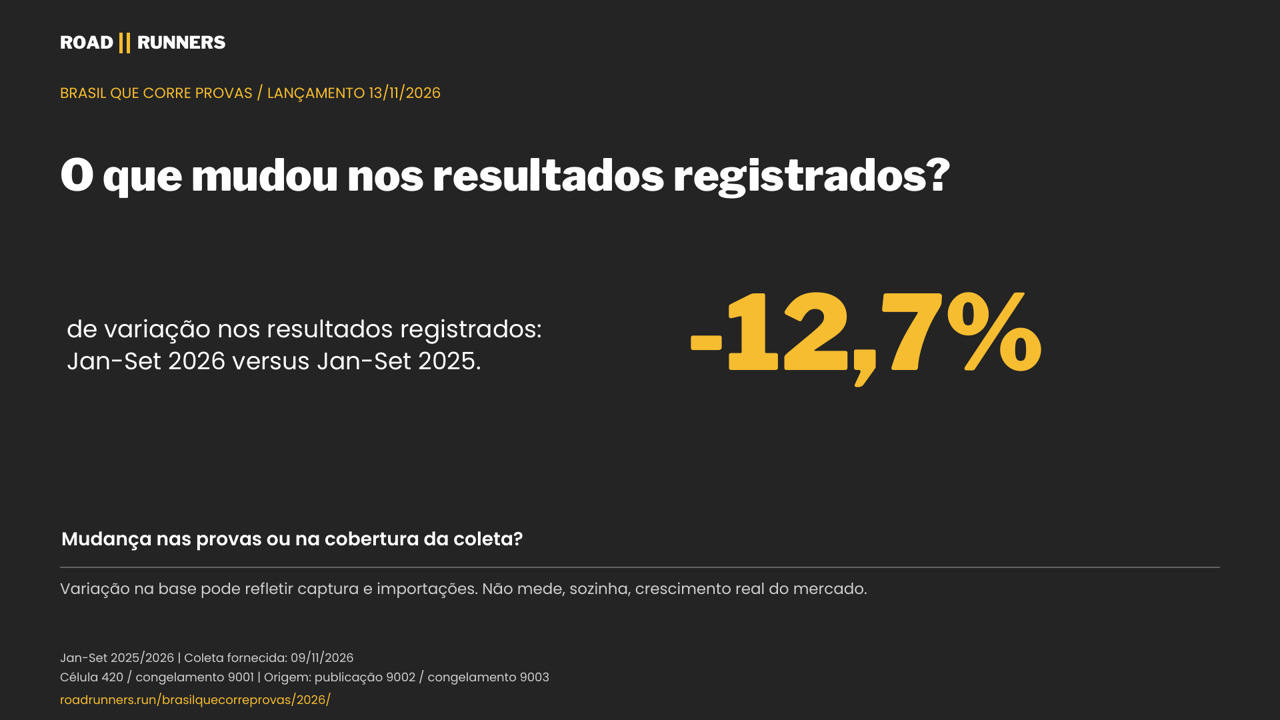 ROAD || RUNNERS
BRASIL QUE CORRE PROVAS / LANÇAMENTO 13/11/2026
O que mudou nos resultados registrados?
de variação nos resultados registrados:
Jan-Set 2026 versus Jan-Set 2025.
-12,7%
Mudança nas provas ou na cobertura da coleta?
Variação na base pode refletir captura e importações. Não mede, sozinha, crescimento real do mercado.
Jan-Set 2025/2026 | Coleta fornecida: 09/11/2026
Célula 420 / congelamento 9001 | Origem: publicação 9002 / congelamento 9003
roadrunners.run/brasilquecorreprovas/2026/